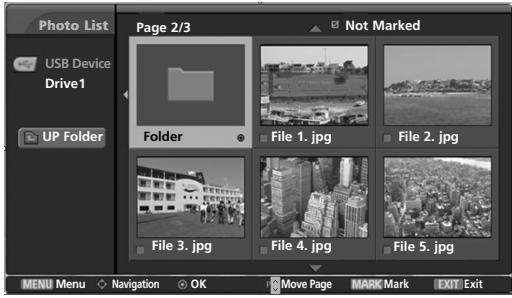 Photo List
Page 2/3
Not Marked
USB Device
Drive1
UP Folder
Folder
File 1. jpg
File 2. jpg
File 3. jpg
File 4. jpg
File 5. jpg
MENU Menu
Navigation
OK
Move Page
MARK Mark
EXIT Exit